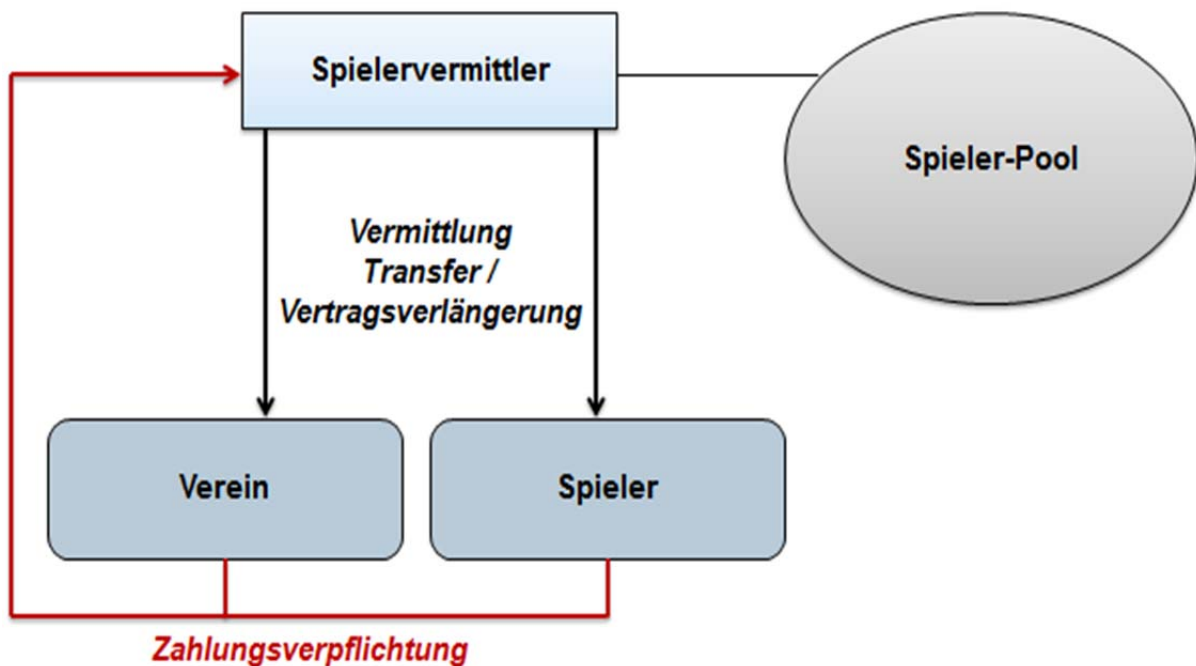 Spielervermittler
Spieler-Pool
Vermittlung
Transfer /
Vertragsverlängerung
Verein
Spieler
Zahlungsverpflichtung